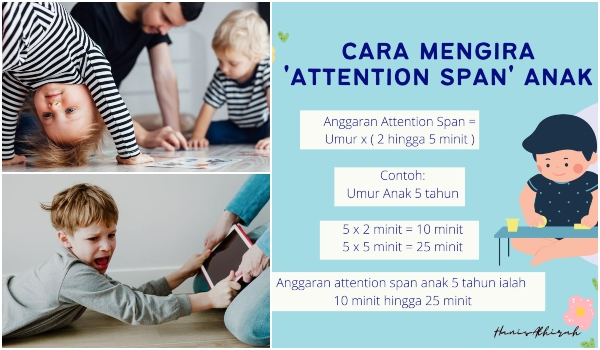 CARA MENGIRA
'ATTENTION SPAN' ANAK
Anggaran Attention Span =
Umur x ( 2 hingga 5 minit )
Contoh:
Umur Anak 5 tahun
5 x 2 minit = 10 minit
5 x 5 minit = 25 minit
Anggaran attention span anak 5 tahun ialah
10 minit hingga 25 minit
HanisAkhirah